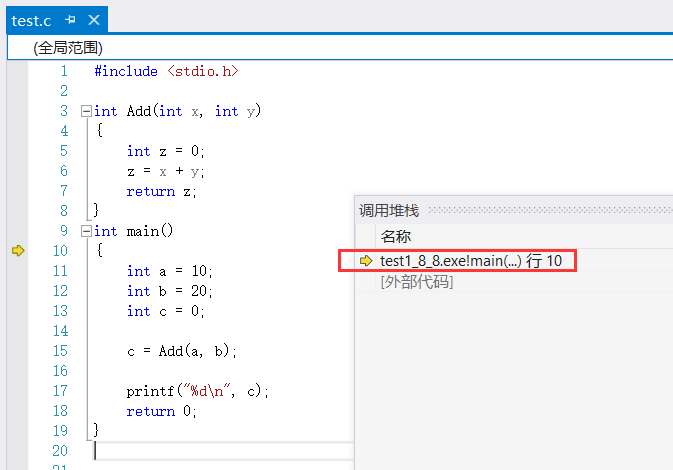 test.c
(全局范围)
1 #include <stdio.h>
2
3 int Add(int x, int y)
4 {
5 int z = 0;
6 z = x + y;
7 return z;
8 }
9 int main()
10 {
11 int a = 10;
12 int b = 20;
13 int c = 0;
14
15 c = Add(a, b);
16
17 printf("%d\n", c);
18 return 0;
19 }
20
21
调用堆栈
名称
test1_8_8.exe!main(...) 行 10
[外部代码]